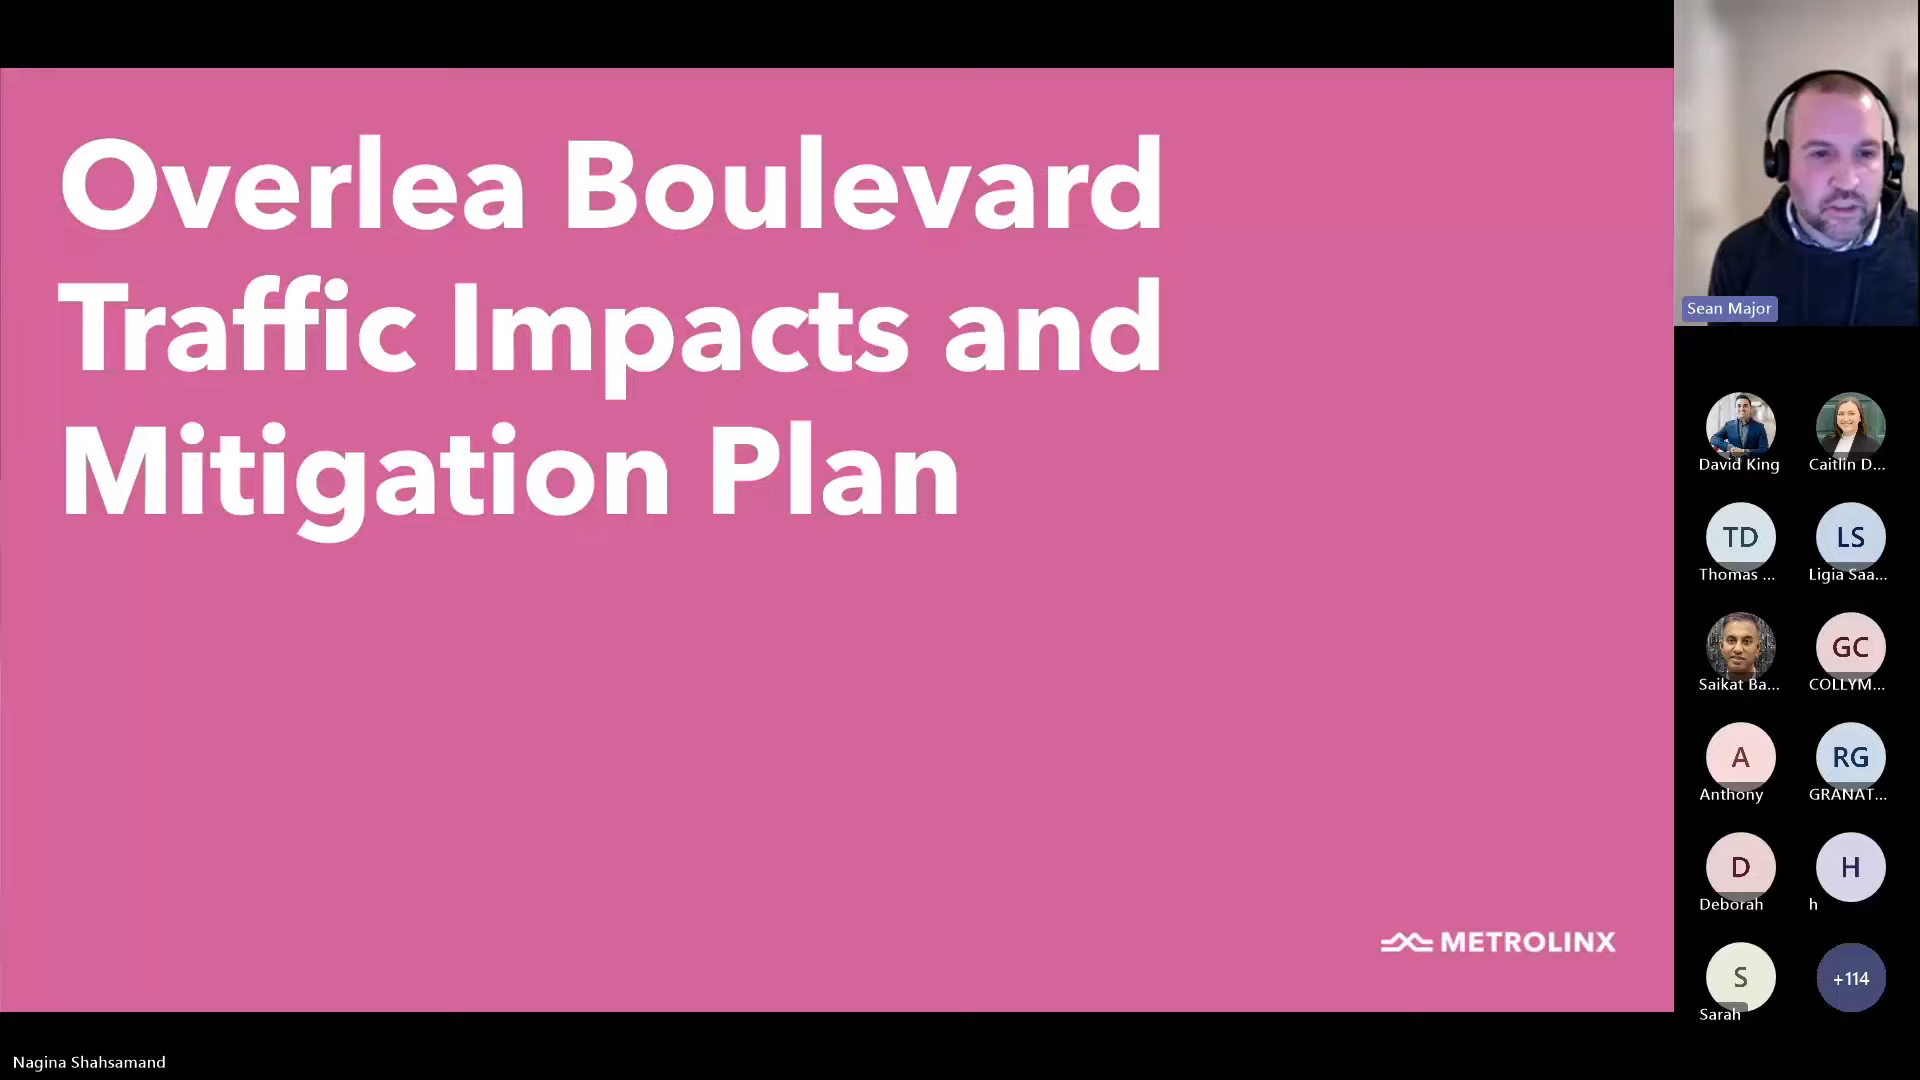 Overlea Boulevard
Traffic Impacts and
Mitigation Plan
METROLINX
Sean Major
David King
Caitlin D...
TD
Thomas ...
LS
Ligia Saa...
Saikat Ba...
GC
COLLYM...
A
Anthony
RG
GRANAT...
D
Deborah
H
h
S
Sarah
+114
Nagina Shahsamand